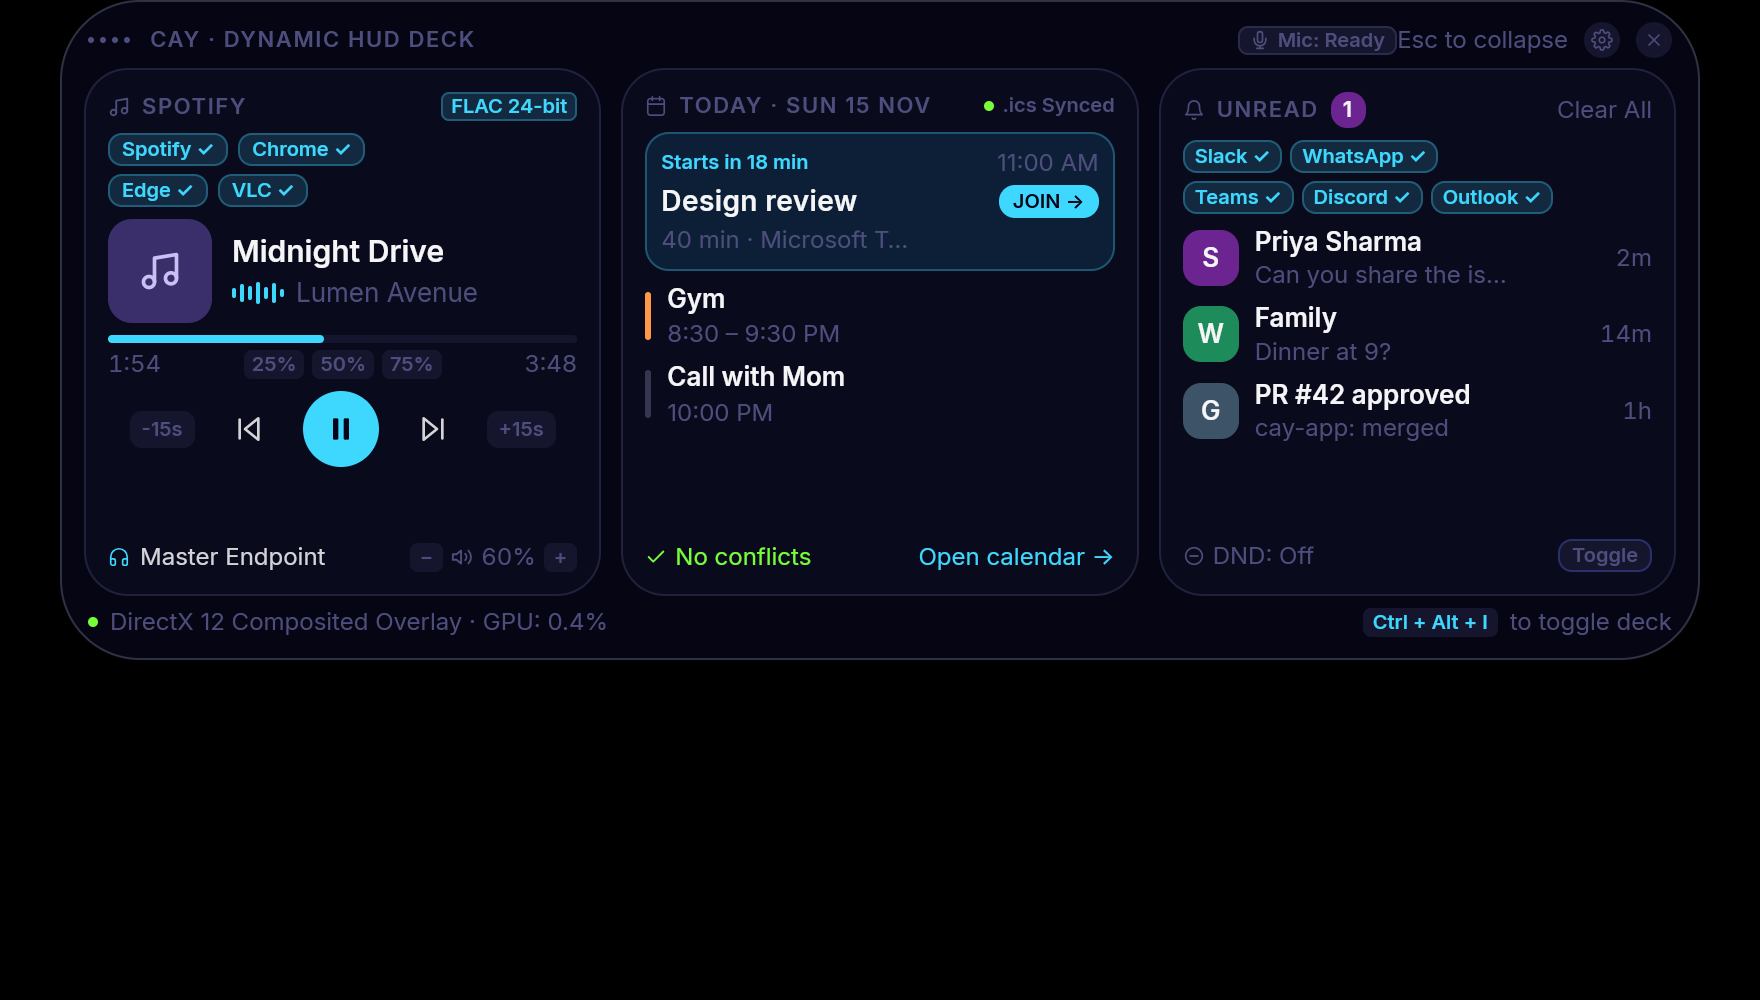 CAY · DYNAMIC HUD DECK
Mic: Ready
Esc to collapse
SPOTIFY
FLAC 24-bit
Spotify ✓
Chrome ✓
Edge ✓
VLC ✓
Midnight Drive
Lumen Avenue
1:54
25%
50%
75%
3:48
-15s
+15s
Master Endpoint
− 60% +
TODAY · SUN 15 NOV
.ics Synced
Starts in 18 min
11:00 AM
Design review
JOIN →
40 min · Microsoft T...
Gym
8:30 – 9:30 PM
Call with Mom
10:00 PM
✓ No conflicts
Open calendar →
UNREAD 1
Clear All
Slack ✓
WhatsApp ✓
Teams ✓
Discord ✓
Outlook ✓
S
Priya Sharma
2m
Can you share the is...
W
Family
14m
Dinner at 9?
G
PR #42 approved
1h
cay-app: merged
DND: Off
Toggle
DirectX 12 Composited Overlay · GPU: 0.4%
Ctrl + Alt + I to toggle deck